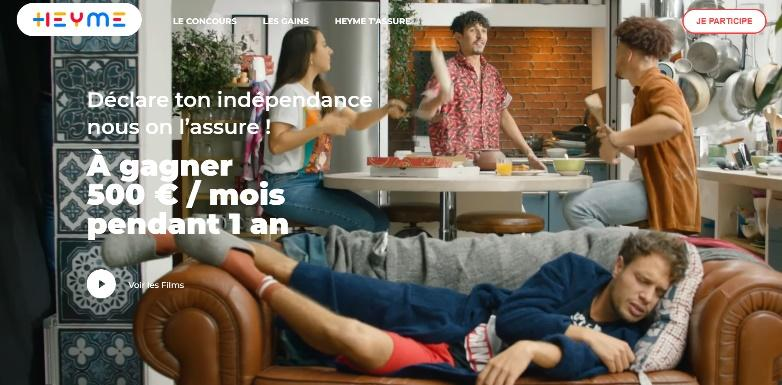 HEYME
LE CONCOURS
LES GAINS
HEYME T'ASSURE
JE PARTICIPE
Déclare ton indépendance
nous on l'assure !
À gagner
500 € / mois
pendant 1 an
Voir les Films